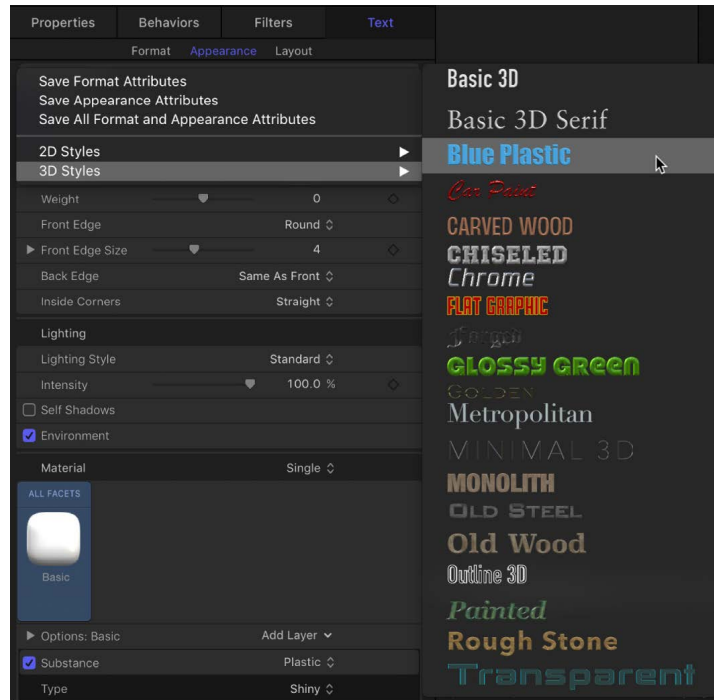 Properties Behaviors Filters Text
Format Appearance Layout
Save Format Attributes
Save Appearance Attributes
Save All Format and Appearance Attributes
2D Styles
3D Styles
Weight 0
Front Edge Round
Front Edge Size 4
Back Edge Same As Front
Inside Corners Straight
Lighting
Lighting Style Standard
Intensity 100.0 %
Self Shadows
Environment
Material Single
ALL FACETS
Basic
Options: Basic Add Layer
Substance Plastic
Type Shiny
Basic 3D
Basic 3D Serif
Blue Plastic
Car Paint
CARVED WOOD
CHISELED
Chrome
FLAT GRAPHIC
Forged
GLOSSY GREEN
GOLDEN
Metropolitan
MINIMAL 3D
MONOLITH
OLD STEEL
Old Wood
Outline 3D
Painted
Rough Stone
Transparent